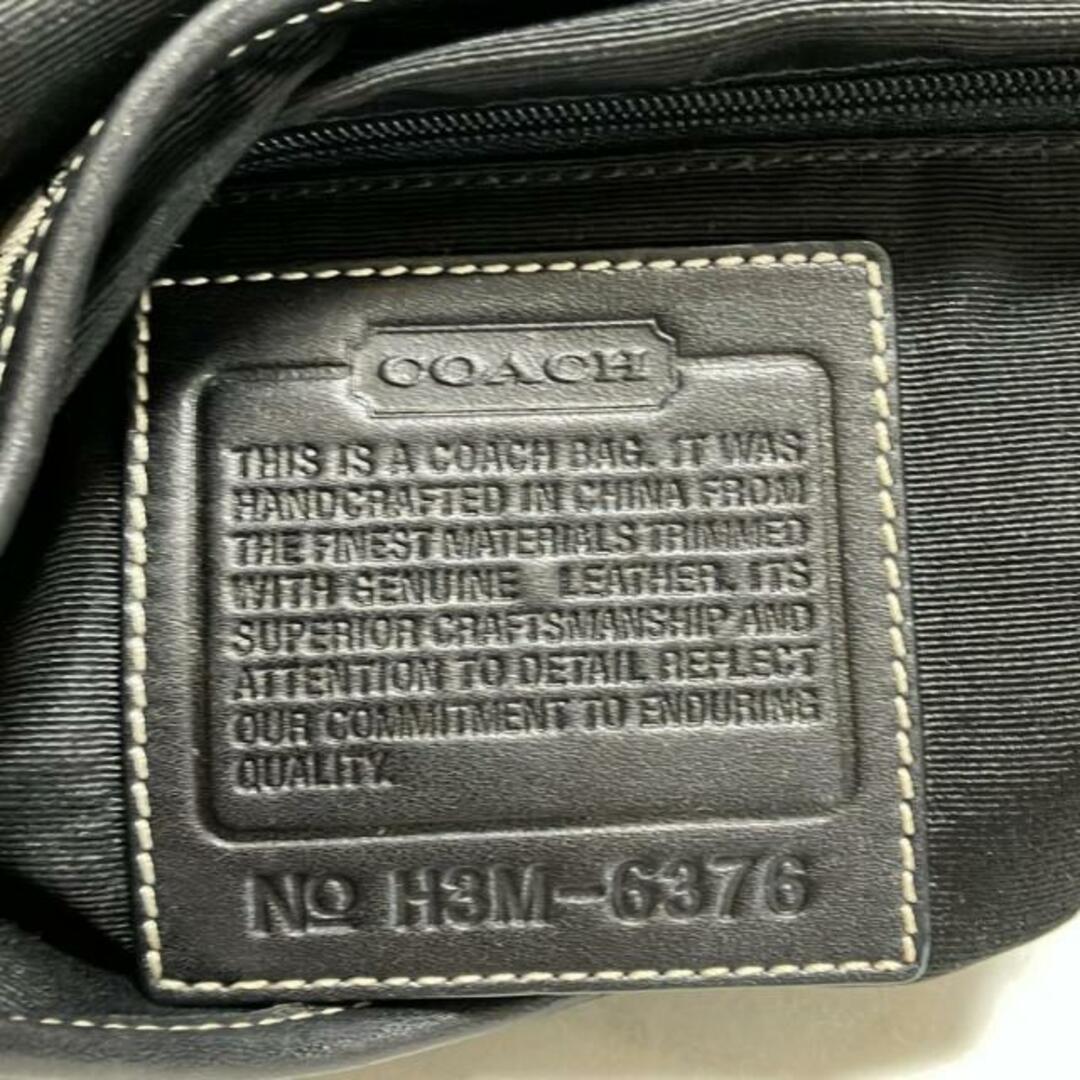 COACH
THIS IS A COACH BAG. IT WAS
HANDCRAFTED IN CHINA FROM
THE FINEST MATERIALS TRIMMED
WITH GENUINE LEATHER. ITS
SUPERIOR CRAFTSMANSHIP AND
ATTENTION TO DETAIL REFLECT
OUR COMMITMENT TO ENDURING
QUALITY.
No H3M-6376